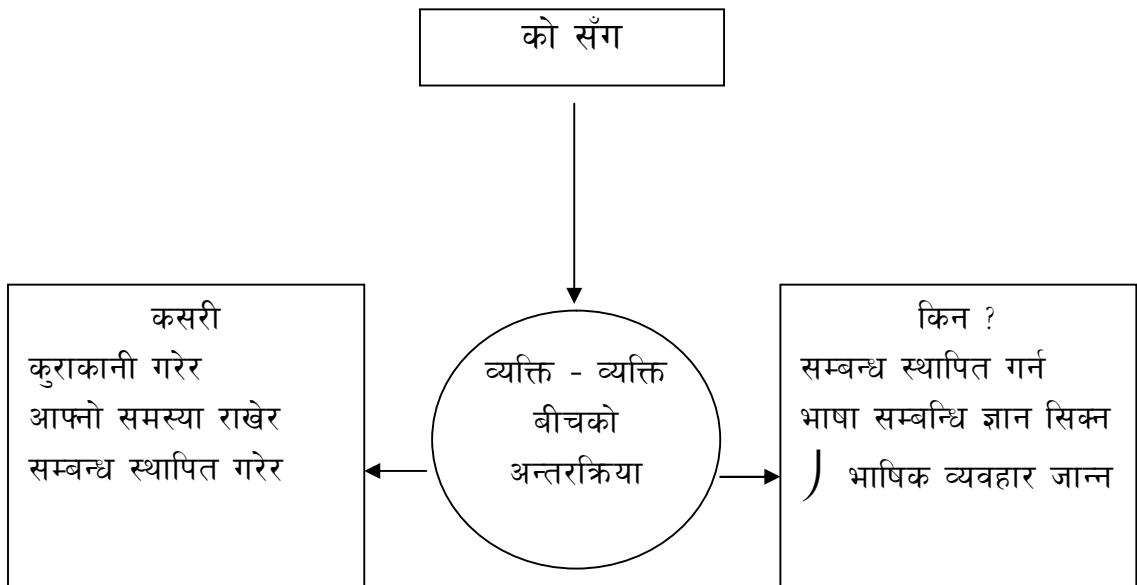 को सँग
कसरी
कुराकानी गरेर
आफ्नो समस्या राखेर
सम्बन्ध स्थापित गरेर
व्यक्ति - व्यक्ति
बीचको
अन्तरक्रिया
किन ?
सम्बन्ध स्थापित गर्न
भाषा सम्बन्धि ज्ञान सिक्न
भाषिक व्यवहार जान्न